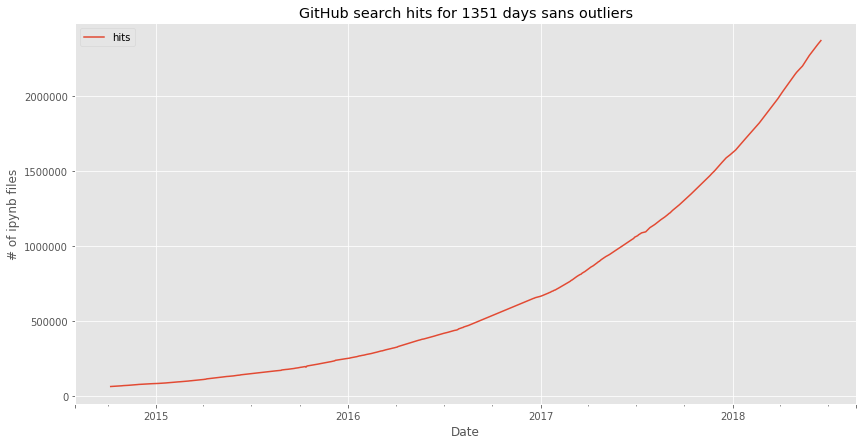 GitHub search hits for 1351 days sans outliers
hits
2000000
1500000
1000000
500000
0
# of ipynb files
2015 2016 2017 2018
Date